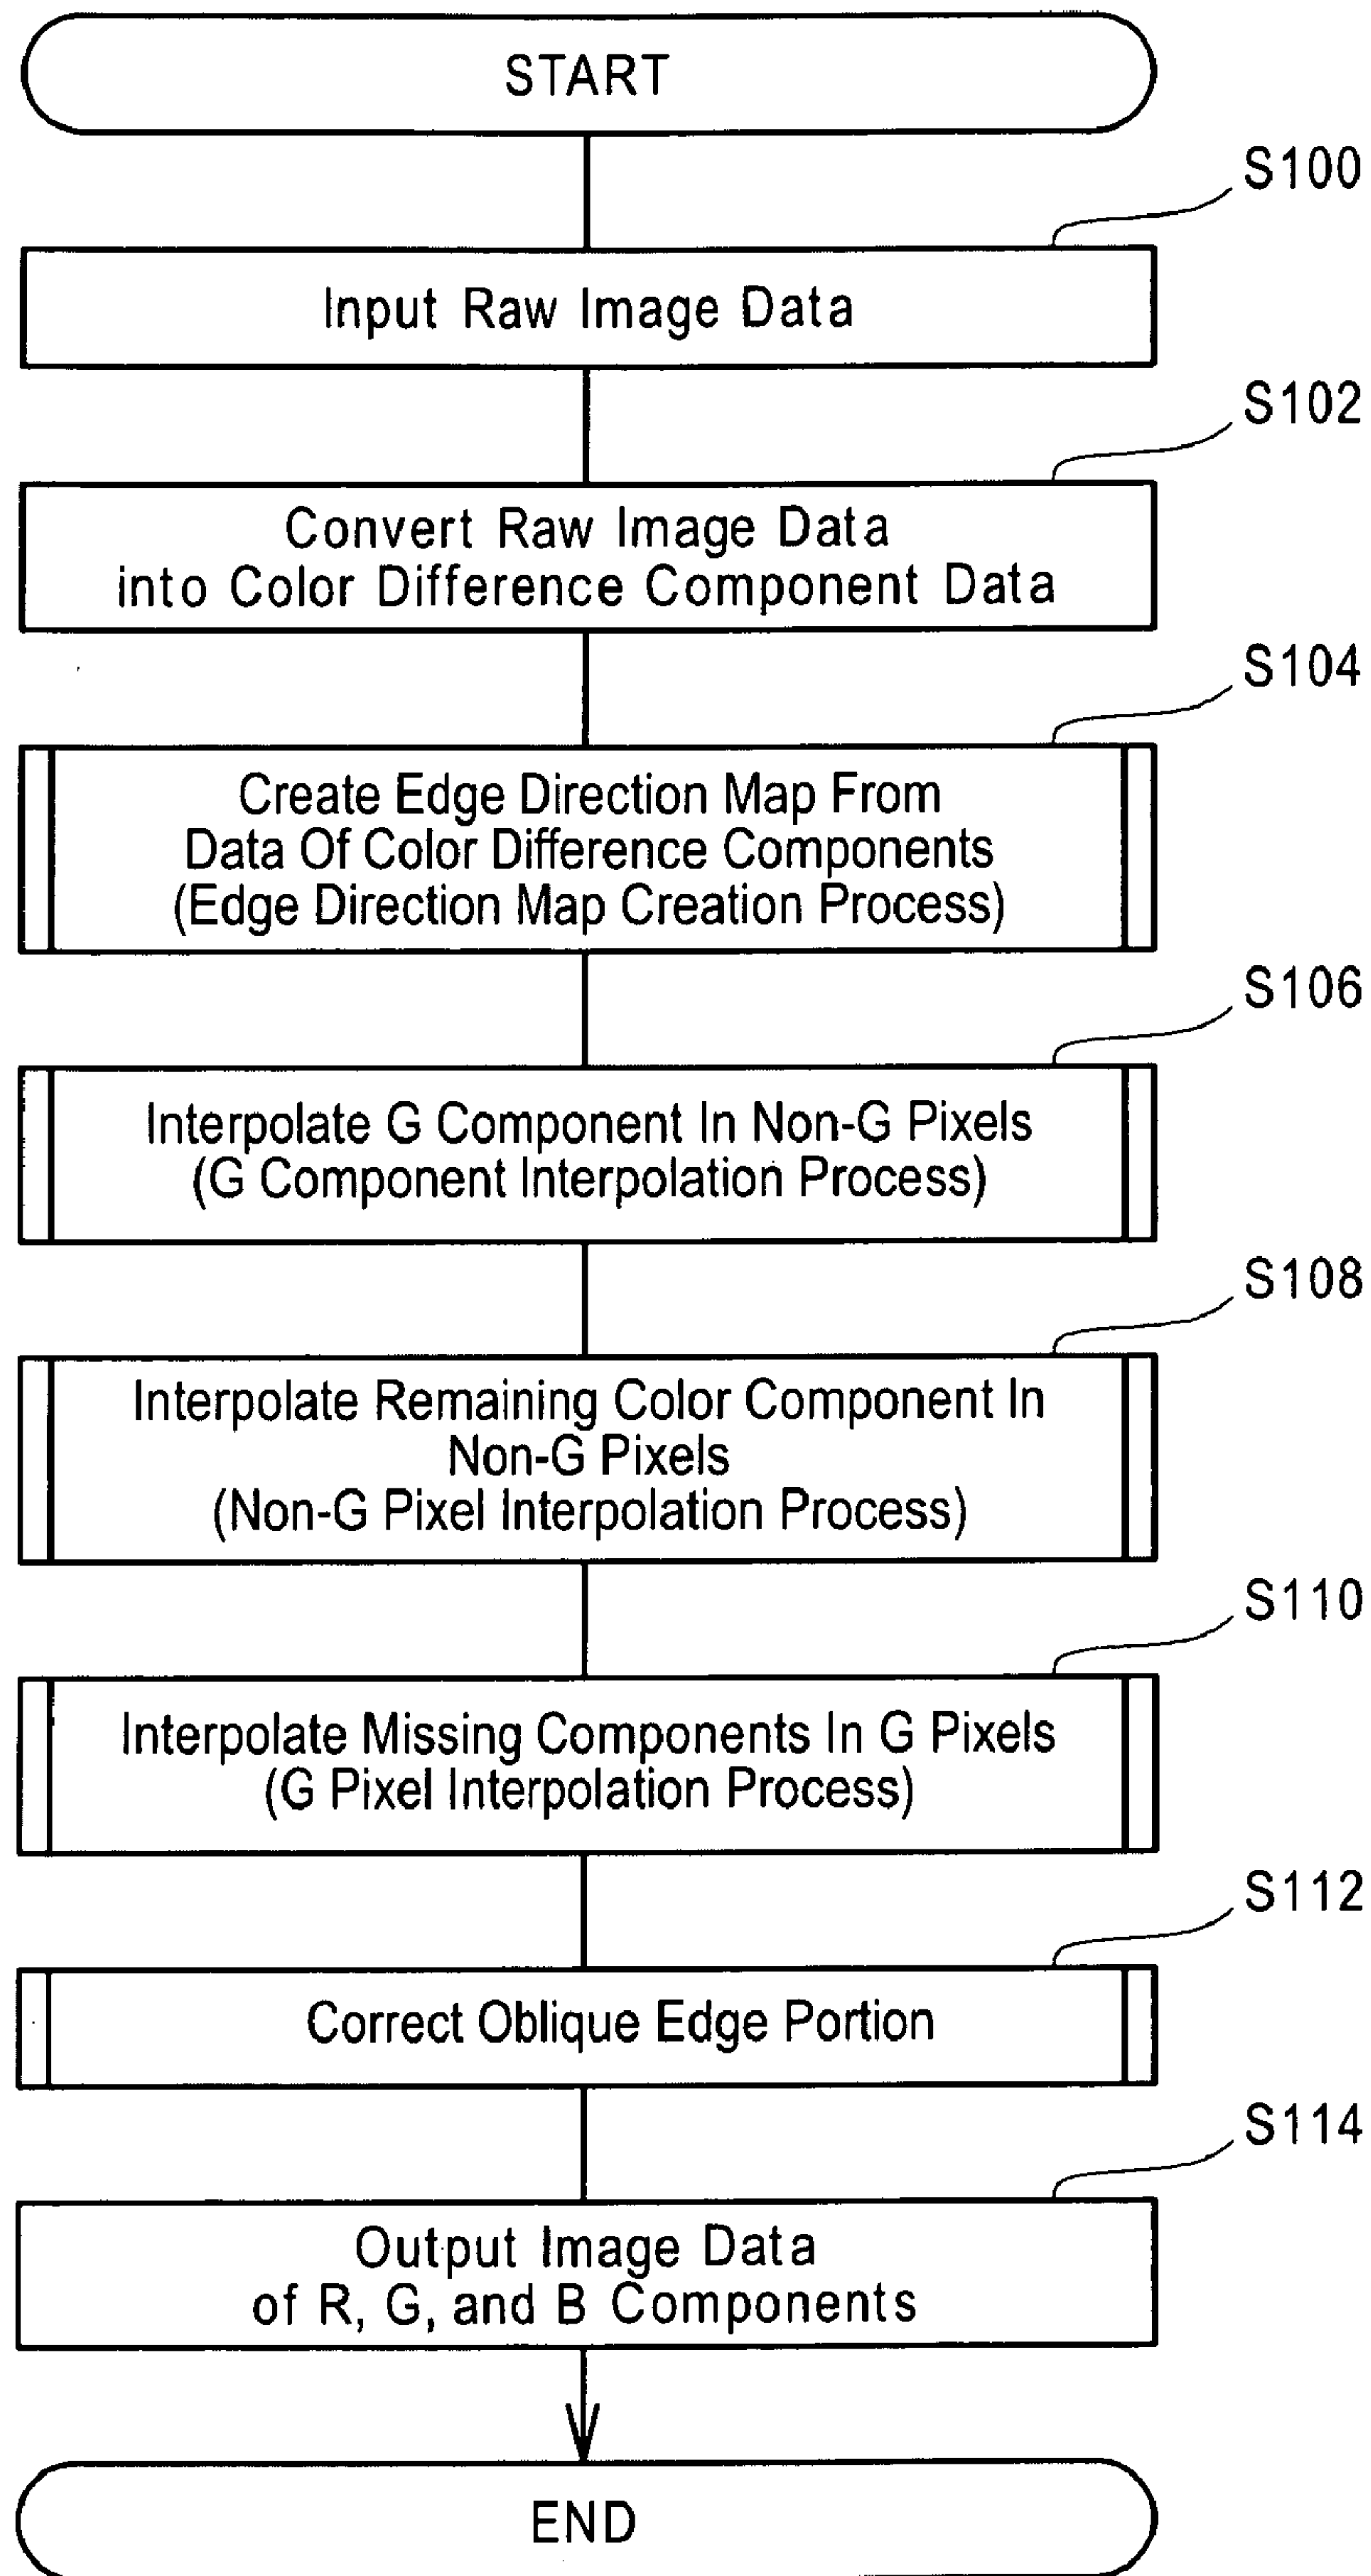 START
S100
Input Raw Image Data
S102
Convert Raw Image Data
into Color Difference Component Data
S104
Create Edge Direction Map From
Data Of Color Difference Components
(Edge Direction Map Creation Process)
S106
Interpolate G Component In Non-G Pixels
(G Component Interpolation Process)
S108
Interpolate Remaining Color Component In
Non-G Pixels
(Non-G Pixel Interpolation Process)
S110
Interpolate Missing Components In G Pixels
(G Pixel Interpolation Process)
S112
Correct Oblique Edge Portion
S114
Output Image Data
of R, G, and B Components
END